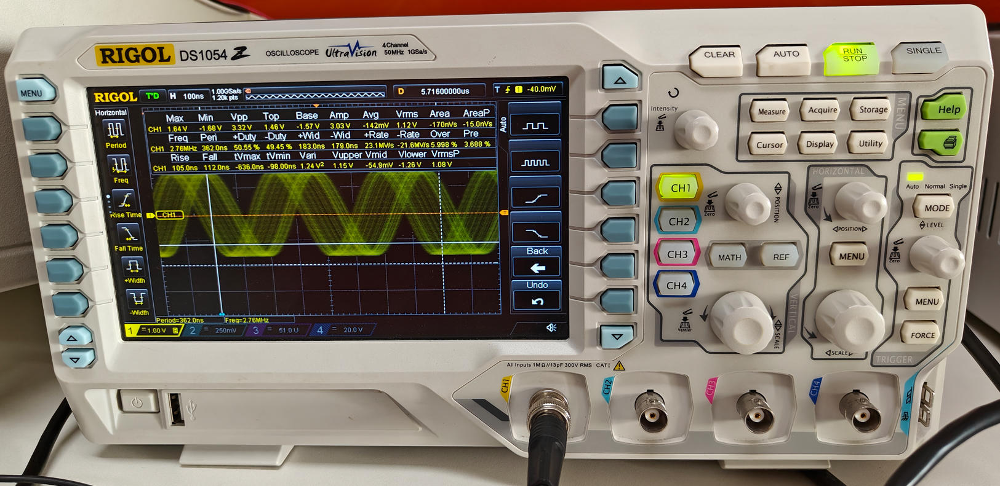 RIGOL DS1054 Z OSCILLOSCOPE UltraVision 4 Channel 50MHz 1GSa/s
CLEAR AUTO RUN STOP SINGLE
MENU
RIGOL T'D H 100ns 1.00GSa/s 1.20k pts D 5.71600000us T 1 -40.0mV
Horizontal
Max Min Vpp Top Base Amp Avg Vrms Area AreaP
CH1 1.64 V -1.68 V 3.32 V 1.46 V -1.57 V 3.03 V -142mV 1.12 V -170nVs -15.0nVs
Freq Peri +Duty -Duty +Wid -Wid +Rate -Rate Over Pre
CH1 2.76MHz 362.0ns 50.55 % 49.45 % 183.0ns 179.0ns 23.1MV/s -21.6MV/s 5.998 % 3.688 %
Rise Fall tVmax tVmin Vari Vupper Vmid Vlower VrmsP
CH1 105.0ns 112.0ns -636.0ns -98.00ns 1.24 V² 1.15 V -54.9mV -1.26 V 1.08 V
Period
Freq
Rise Time
Fall Time
+Width
-Width
1 CH1 T
Auto
Back
Undo
Period=362.0ns Freq=2.76MHz
1 = 1.00 V 2 = 250mV 3 = 51.0 U 4 = 20.0 V
Intensity
Measure Acquire Storage
Cursor Display Utility
MENU
Help
CH1
CH2
CH3
CH4
Zero
POSITION
MATH REF
VERTICAL
Vernier
SCALE
HORIZONTAL
Zero
POSITION
MENU
SCALE
Auto Normal Single
MODE
LEVEL
Zero
MENU
FORCE
TRIGGER
All Inputs 1MΩ//13pF 300V RMS CAT I
CH1 CH2 CH3 CH4